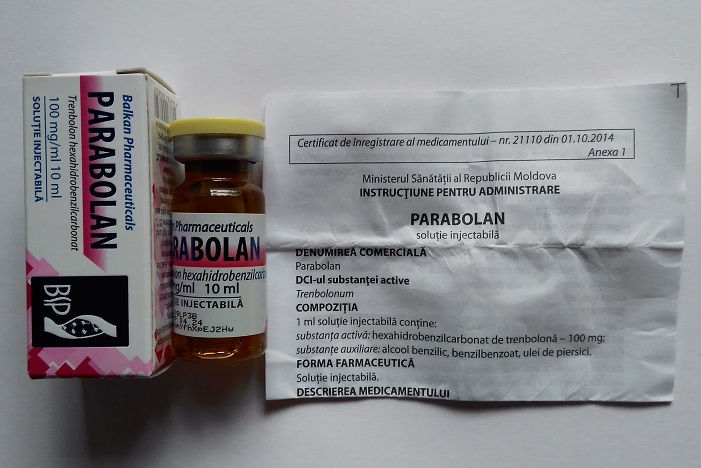 Balkan Pharmaceuticals
PARABOLAN
Trenbolon hexahidrobenzilcarbonat
100 mg/ml 10 ml
SOLUȚIE INJECTABILĂ
BP
Pharmaceuticals
RABOLAN
hexahidrobenzilcarbo
mg/ml 10 ml
INJECTABILĂ
Certificat de înregistrare al medicamentului – nr. 21110 din 01.10.2014
Anexa 1
Ministerul Sănătății al Republicii Moldova
INSTRUCȚIUNE PENTRU ADMINISTRARE
PARABOLAN
soluție injectabilă
DENUMIREA COMERCIALĂ
Parabolan
DCI-ul substanței active
Trenbolonum
COMPOZIȚIA
1 ml soluție injectabilă conține:
substanța activă: hexahidrobenzilcarbonat de trenbolonă – 100 mg;
substanțe auxiliare: alcool benzilic, benzilbenzoat, ulei de piersici.
FORMA FARMACEUTICĂ
Soluție injectabilă.
DESCRIEREA MEDICAMENTULUI